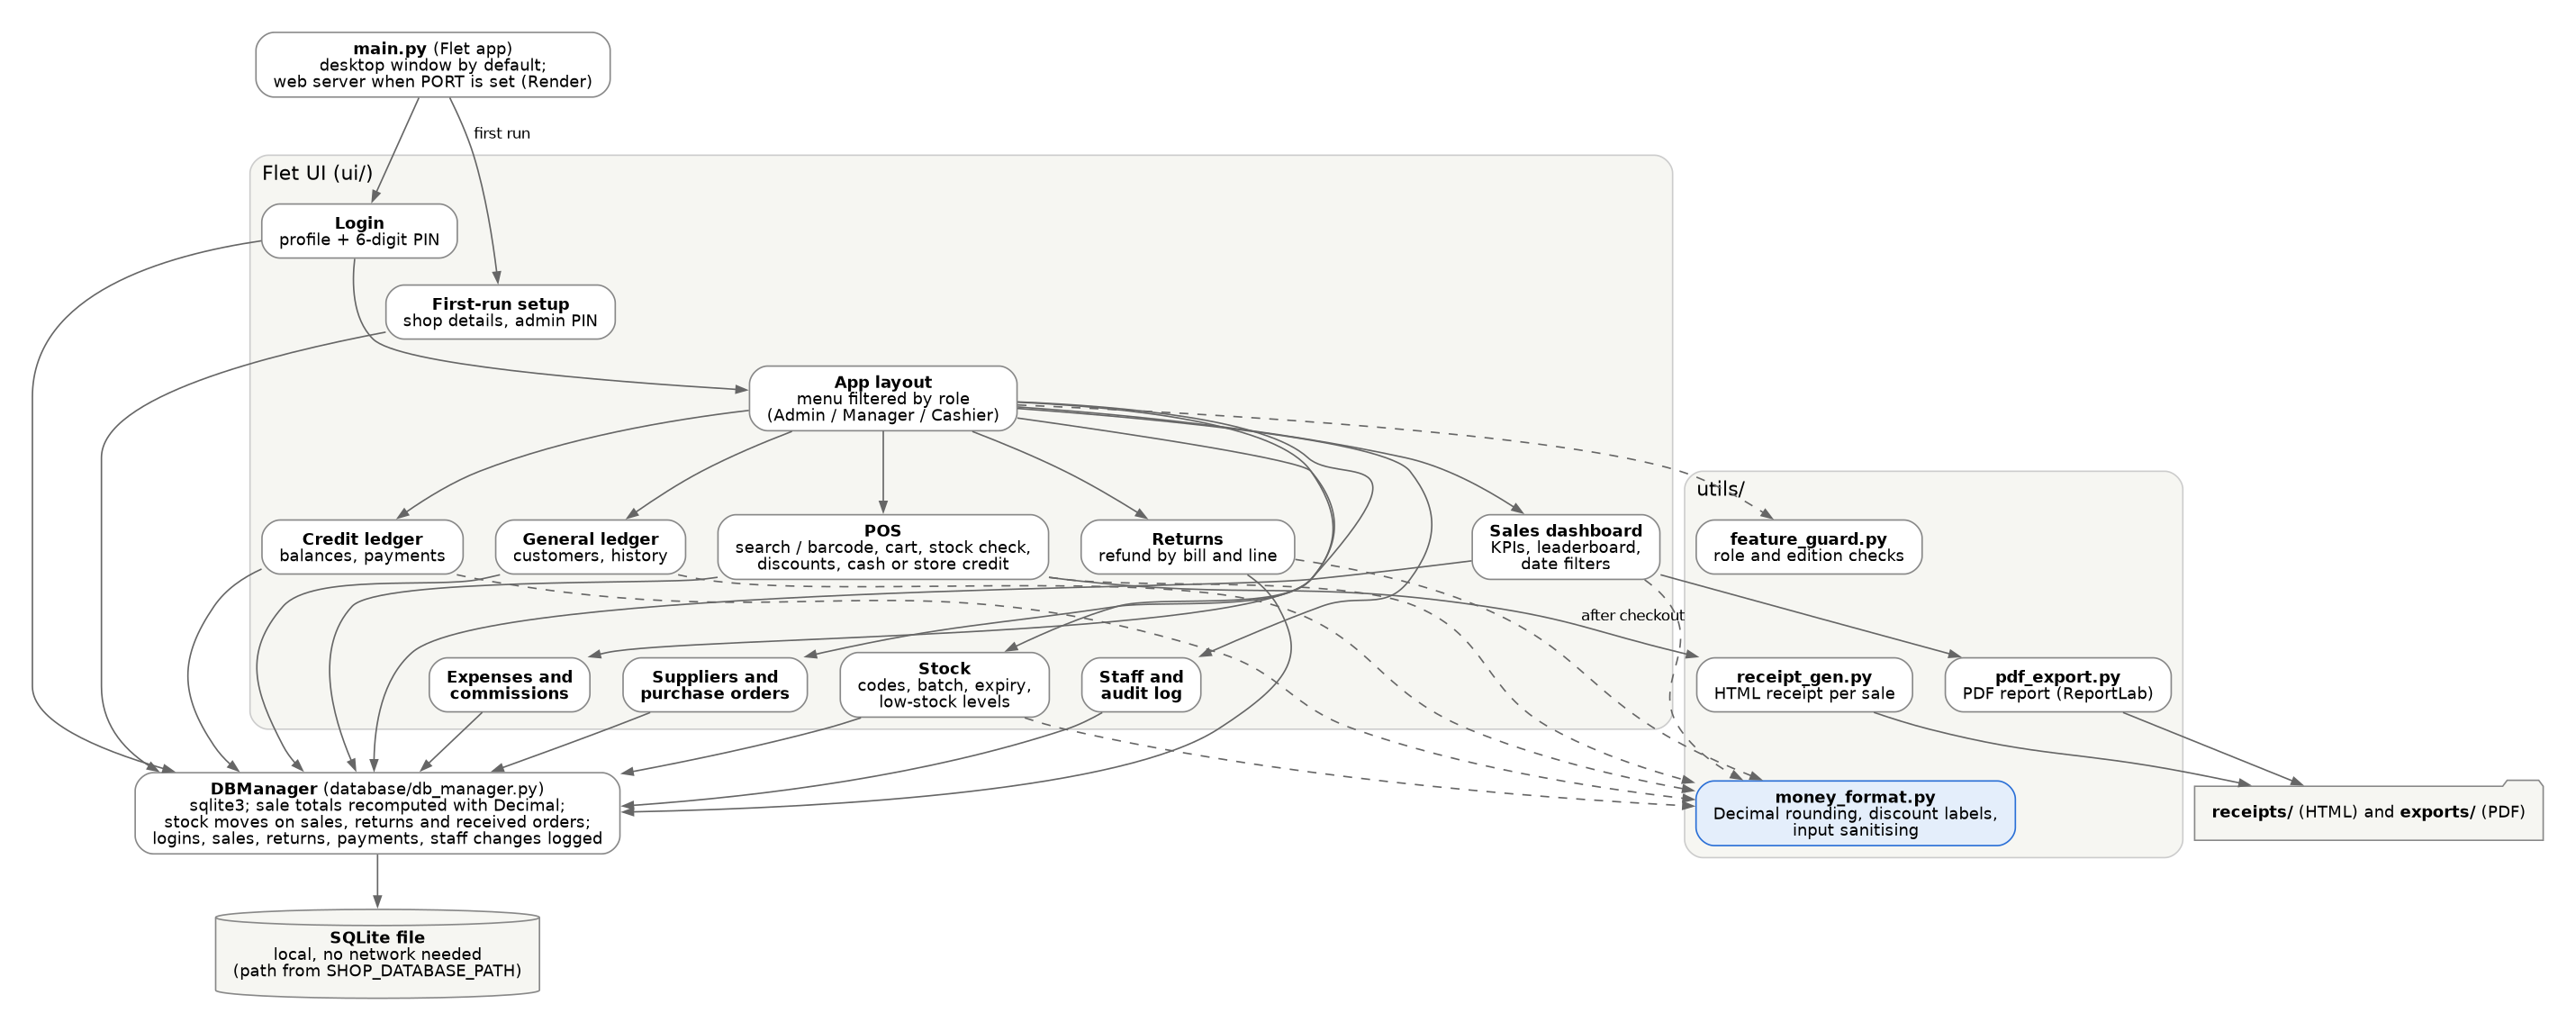 main.py (Flet app)
desktop window by default;
web server when PORT is set (Render)
first run
Flet UI (ui/)
Login
profile + 6-digit PIN
First-run setup
shop details, admin PIN
App layout
menu filtered by role
(Admin / Manager / Cashier)
utils/
Credit ledger
balances, payments
General ledger
customers, history
POS
search / barcode, cart, stock check,
discounts, cash or store credit
Returns
refund by bill and line
Sales dashboard
KPIs, leaderboard,
date filters
feature_guard.py
role and edition checks
after checkout
Expenses and
commissions
Suppliers and
purchase orders
Stock
codes, batch, expiry,
low-stock levels
Staff and
audit log
receipt_gen.py
HTML receipt per sale
pdf_export.py
PDF report (ReportLab)
DBManager (database/db_manager.py)
sqlite3; sale totals recomputed with Decimal;
stock moves on sales, returns and received orders;
logins, sales, returns, payments, staff changes logged
money_format.py
Decimal rounding, discount labels,
input sanitising
receipts/ (HTML) and exports/ (PDF)
SQLite file
local, no network needed
(path from SHOP_DATABASE_PATH)